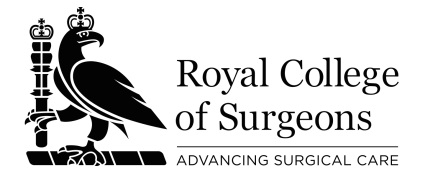 Royal College
of Surgeons
ADVANCING SURGICAL CARE